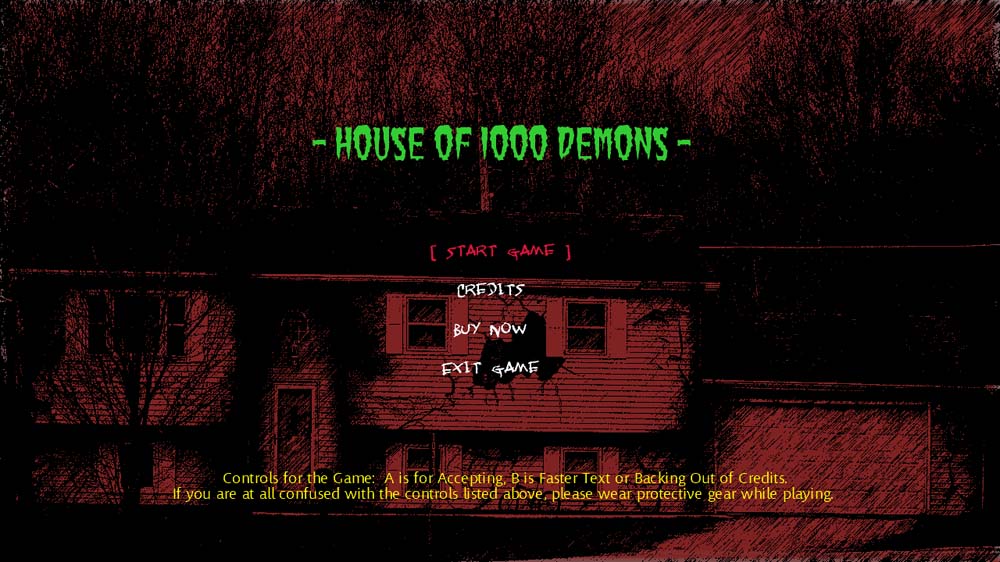 - HOUSE OF 1000 DEMONS -
[ START GAME ]
CREDITS
BUY NOW
EXIT GAME
Controls for the Game:  A is for Accepting, B is Faster Text or Backing Out of Credits.
If you are at all confused with the controls listed above, please wear protective gear while playing.